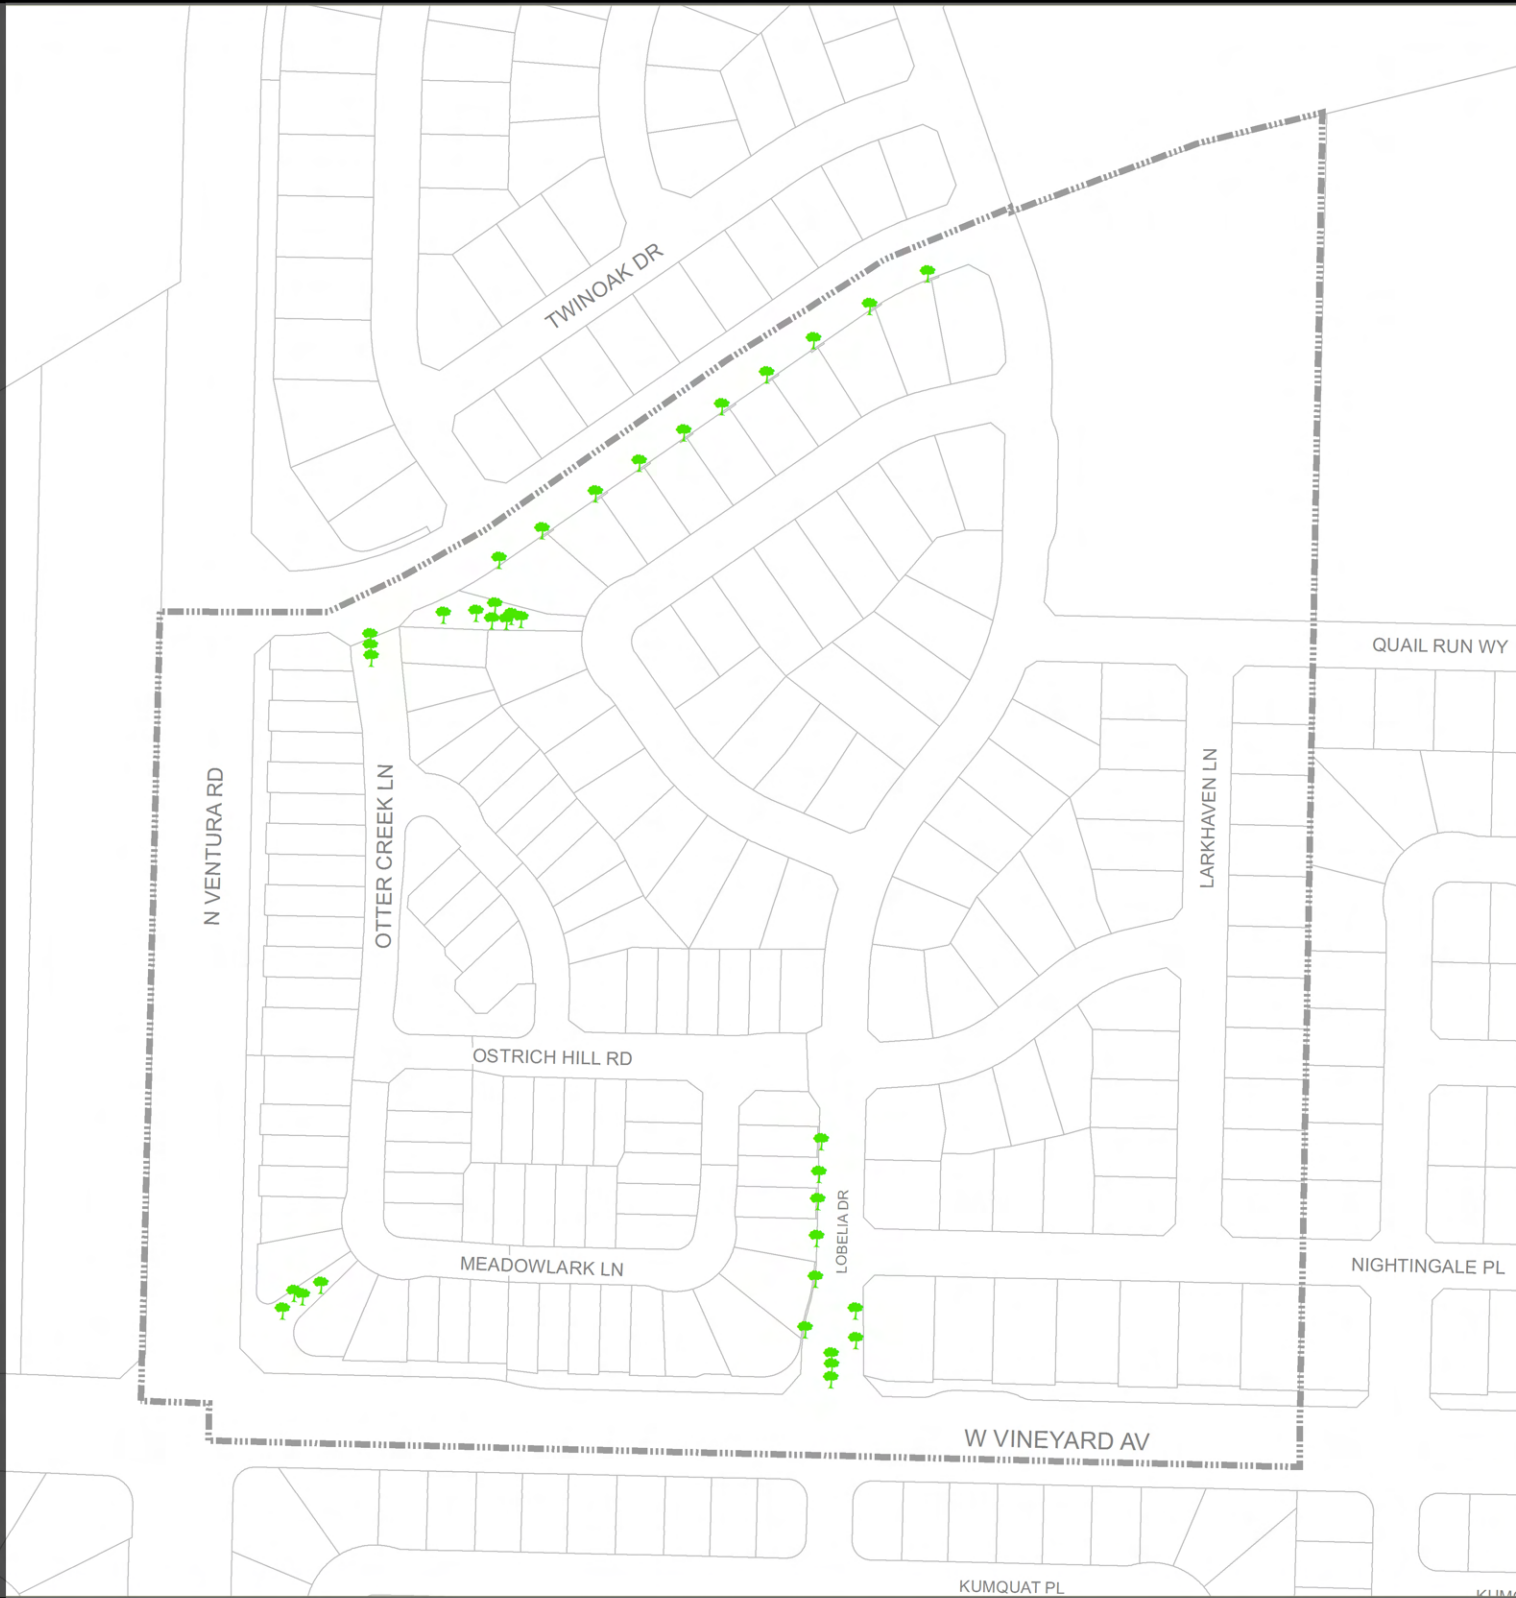 TWINOAK DR
QUAIL RUN WY
N VENTURA RD
OTTER CREEK LN
LARKHAVEN LN
OSTRICH HILL RD
LOBELIA DR
MEADOWLARK LN
NIGHTINGALE PL
W VINEYARD AV
KUMQUAT PL